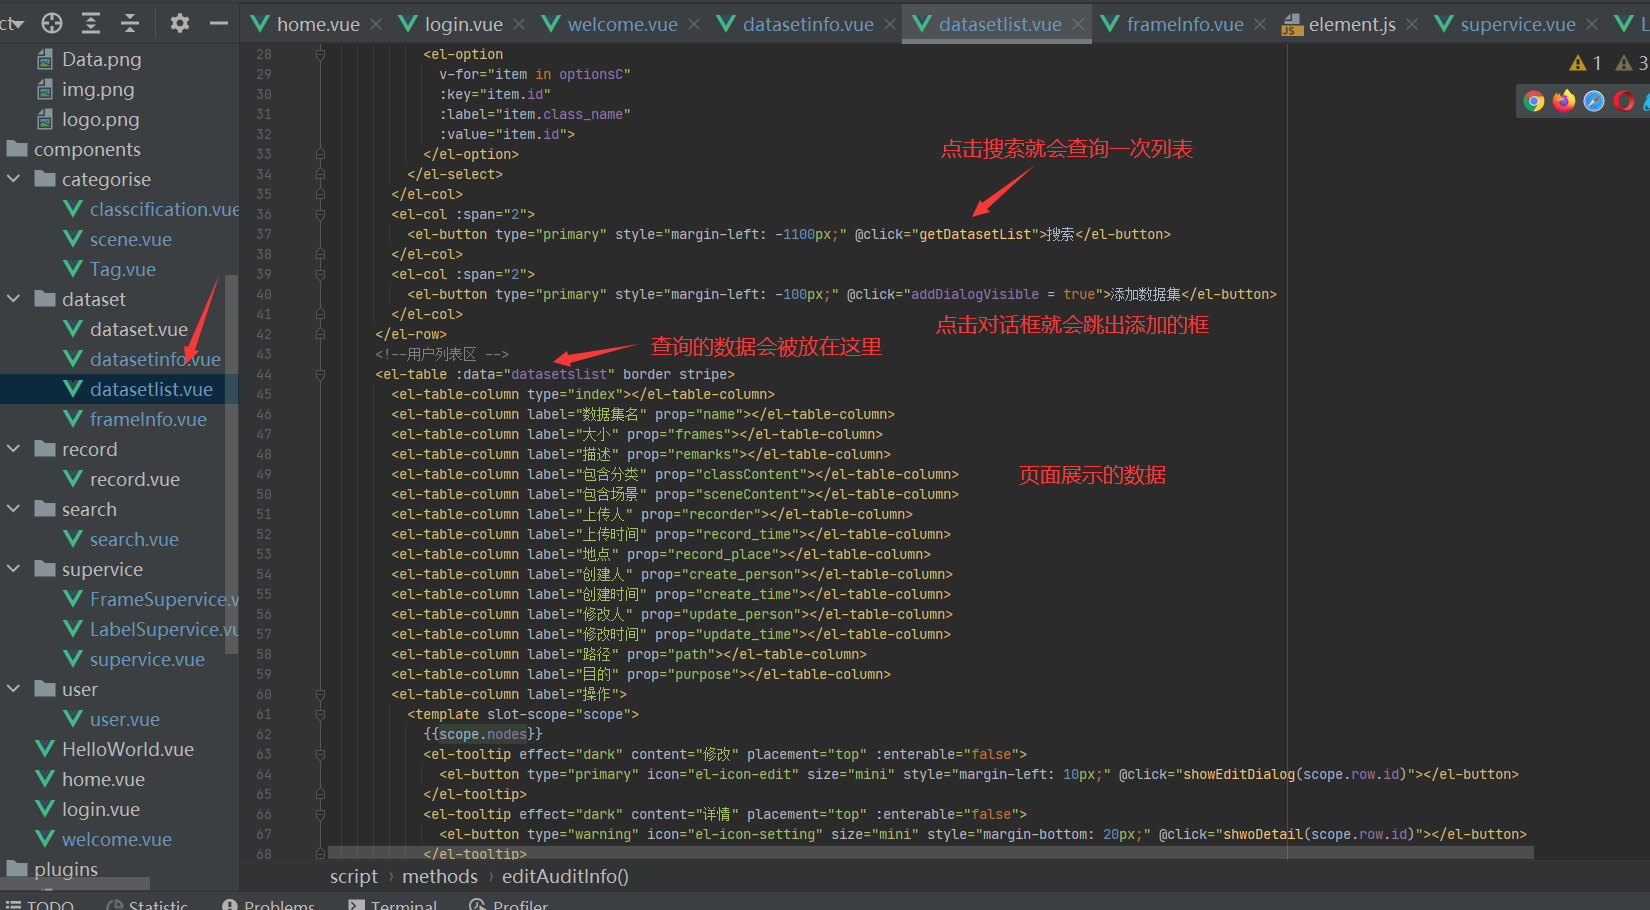 ct
home.vue
login.vue
welcome.vue
datasetinfo.vue
datasetlist.vue
frameInfo.vue
element.js
supervice.vue
L
Data.png
img.png
logo.png
components
categorise
classcification.vue
scene.vue
Tag.vue
dataset
dataset.vue
datasetinfo.vue
datasetlist.vue
frameInfo.vue
record
record.vue
search
search.vue
supervice
FrameSupervice.v
LabelSupervice.vu
supervice.vue
user
user.vue
HelloWorld.vue
home.vue
login.vue
welcome.vue
plugins
1 3
28 <el-option
29 v-for="item in optionsC"
30 :key="item.id"
31 :label="item.class_name"
32 :value="item.id">
33 </el-option>
点击搜索就会查询一次列表
34 </el-select>
35 </el-col>
36 <el-col :span="2">
37 <el-button type="primary" style="margin-left: -1100px;" @click="getDatasetList">搜索</el-button>
38 </el-col>
39 <el-col :span="2">
40 <el-button type="primary" style="margin-left: -100px;" @click="addDialogVisible = true">添加数据集</el-button>
41 </el-col>
点击对话框就会跳出添加的框
42 </el-row>
查询的数据会被放在这里
43 <!--用户列表区 -->
44 <el-table :data="datasetslist" border stripe>
45 <el-table-column type="index"></el-table-column>
46 <el-table-column label="数据集名" prop="name"></el-table-column>
47 <el-table-column label="大小" prop="frames"></el-table-column>
48 <el-table-column label="描述" prop="remarks"></el-table-column>
49 <el-table-column label="包含分类" prop="classContent"></el-table-column>
页面展示的数据
50 <el-table-column label="包含场景" prop="sceneContent"></el-table-column>
51 <el-table-column label="上传人" prop="recorder"></el-table-column>
52 <el-table-column label="上传时间" prop="record_time"></el-table-column>
53 <el-table-column label="地点" prop="record_place"></el-table-column>
54 <el-table-column label="创建人" prop="create_person"></el-table-column>
55 <el-table-column label="创建时间" prop="create_time"></el-table-column>
56 <el-table-column label="修改人" prop="update_person"></el-table-column>
57 <el-table-column label="修改时间" prop="update_time"></el-table-column>
58 <el-table-column label="路径" prop="path"></el-table-column>
59 <el-table-column label="目的" prop="purpose"></el-table-column>
60 <el-table-column label="操作">
61 <template slot-scope="scope">
62 {{scope.nodes}}
63 <el-tooltip effect="dark" content="修改" placement="top" :enterable="false">
64 <el-button type="primary" icon="el-icon-edit" size="mini" style="margin-left: 10px;" @click="showEditDialog(scope.row.id)"></el-button>
65 </el-tooltip>
66 <el-tooltip effect="dark" content="详情" placement="top" :enterable="false">
67 <el-button type="warning" icon="el-icon-setting" size="mini" style="margin-bottom: 20px;" @click="shwoDetail(scope.row.id)"></el-button>
68 </el-tooltip>
script › methods › editAuditInfo()
TODO
Statistic
Problems
Terminal
Profiler